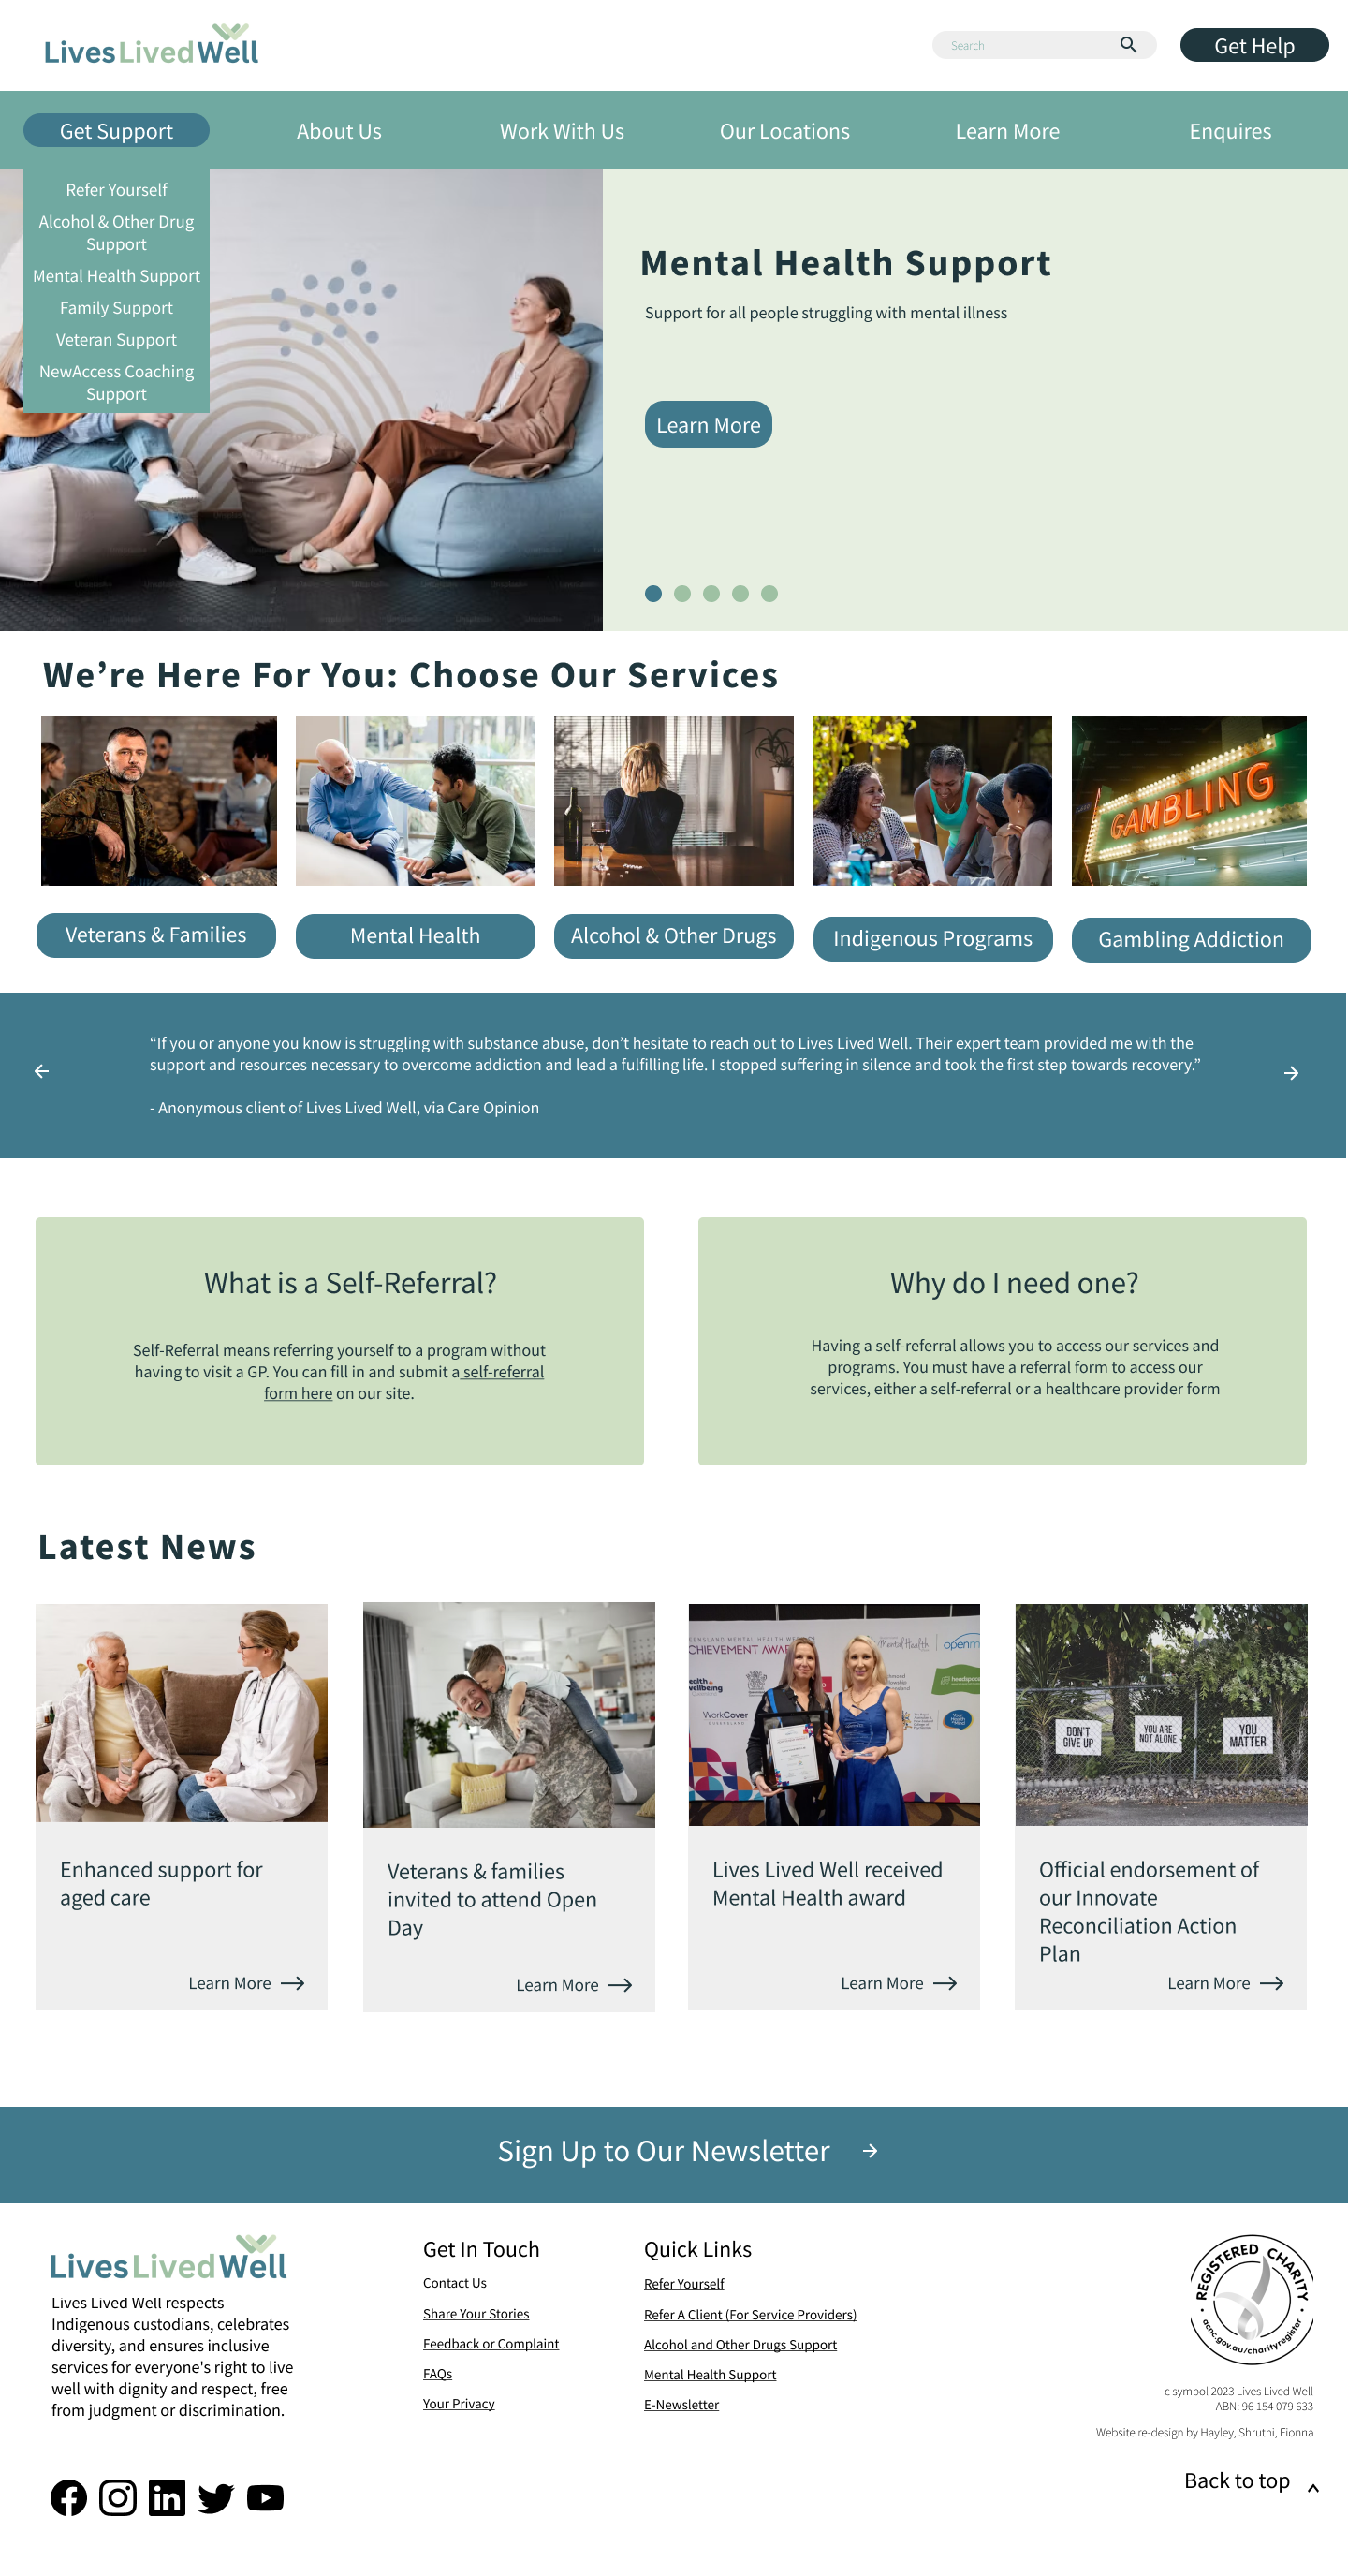 LivesLivedWell
Search
Get Help
Get Support
About Us
Work With Us
Our Locations
Learn More
Enquires
Refer Yourself
Alcohol & Other Drug
Support
Mental Health Support
Family Support
Veteran Support
NewAccess Coaching
Support
Mental Health Support
Support for all people struggling with mental illness
Learn More
We’re Here For You: Choose Our Services
GAMBLING
Veterans & Families
Mental Health
Alcohol & Other Drugs
Indigenous Programs
Gambling Addiction
“If you or anyone you know is struggling with substance abuse, don’t hesitate to reach out to Lives Lived Well. Their expert team provided me with the
support and resources necessary to overcome addiction and lead a fulfilling life. I stopped suffering in silence and took the first step towards recovery.”
- Anonymous client of Lives Lived Well, via Care Opinion
What is a Self-Referral?
Self-Referral means referring yourself to a program without
having to visit a GP. You can fill in and submit a self-referral
form here on our site.
Why do I need one?
Having a self-referral allows you to access our services and
programs. You must have a referral form to access our
services, either a self-referral or a healthcare provider form
Latest News
ENSLAND MENTAL HEALTH WE
CHIEVEMENT AWA
Mental Health
openm
headspace
WorkCover
DON'T
GIVE UP
YOU ARE
NOT ALONE
YOU
MATTER
Enhanced support for
aged care
Learn More
Veterans & families
invited to attend Open
Day
Learn More
Lives Lived Well received
Mental Health award
Learn More
Official endorsement of
our Innovate
Reconciliation Action
Plan
Learn More
Sign Up to Our Newsletter
LivesLivedWell
Lives Lived Well respects
Indigenous custodians, celebrates
diversity, and ensures inclusive
services for everyone's right to live
well with dignity and respect, free
from judgment or discrimination.
Get In Touch
Contact Us
Share Your Stories
Feedback or Complaint
FAQs
Your Privacy
Quick Links
Refer Yourself
Refer A Client (For Service Providers)
Alcohol and Other Drugs Support
Mental Health Support
E-Newsletter
REGISTERED CHARITY
acnc.gov.au/charityregister
c symbol 2023 Lives Lived Well
ABN: 96 154 079 633
Website re-design by Hayley, Shruthi, Fionna
Back to top